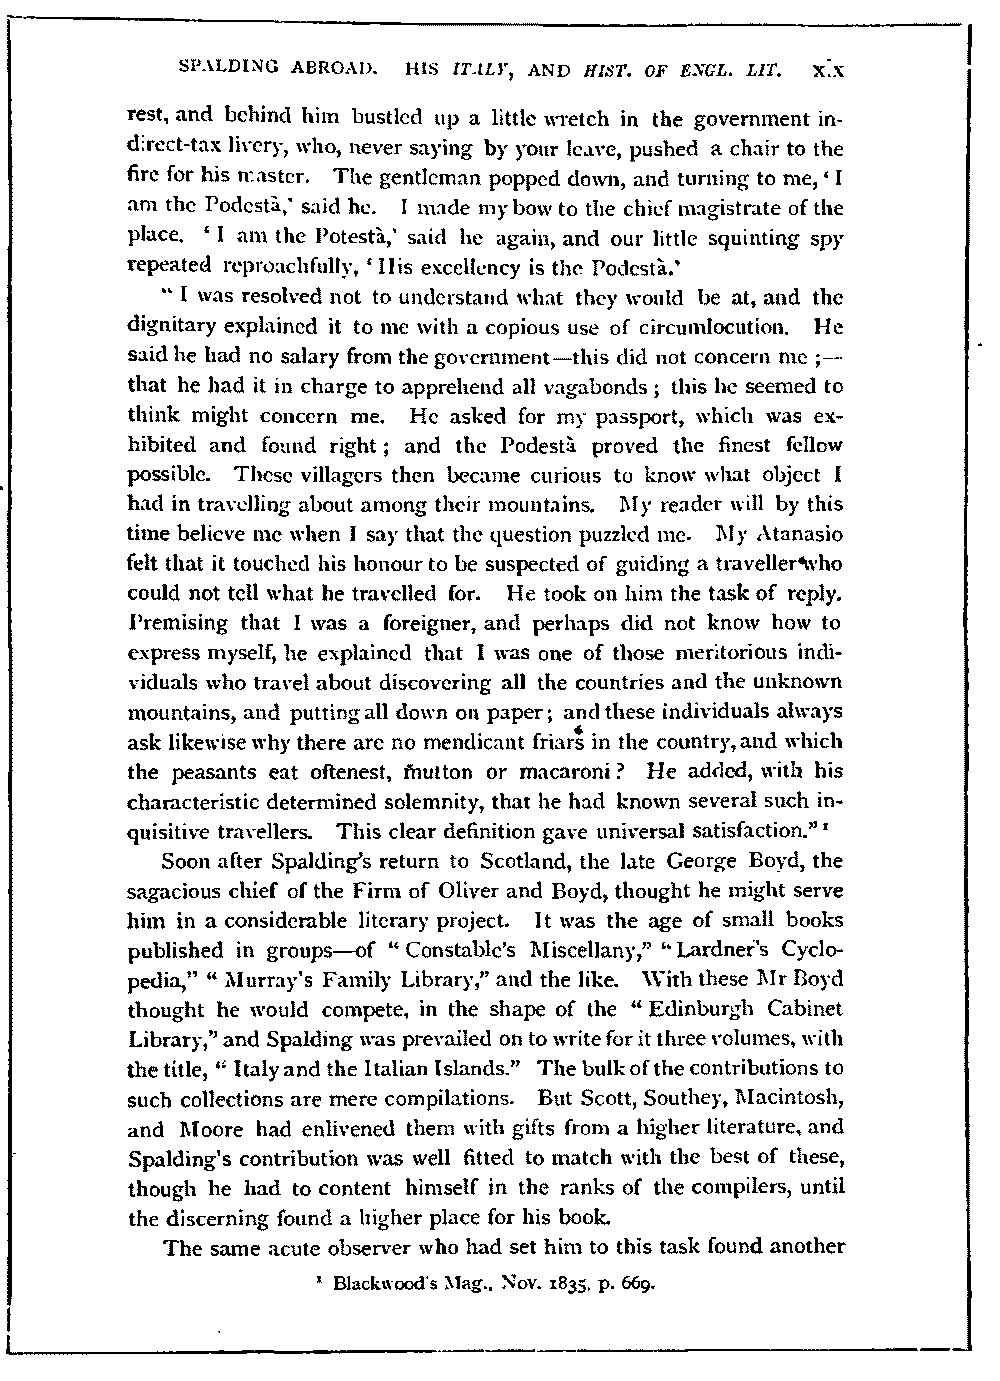 SPALDING ABROAD. HIS ITALY, AND HIST. OF ENGL. LIT. xix
rest, and behind him bustled up a little wretch in the government in-
direct-tax livery, who, never saying by your leave, pushed a chair to the
fire for his master. The gentleman popped down, and turning to me, ‘ I
am the Podestà,’ said he. I made my bow to the chief magistrate of the
place. ‘ I am the Potestà,’ said he again, and our little squinting spy
repeated reproachfully, ‘ His excellency is the Podestà.’
“ I was resolved not to understand what they would be at, and the
dignitary explained it to me with a copious use of circumlocution. He
said he had no salary from the government—this did not concern me ;—
that he had it in charge to apprehend all vagabonds ; this he seemed to
think might concern me. He asked for my passport, which was ex-
hibited and found right ; and the Podestà proved the finest fellow
possible. These villagers then became curious to know what object I
had in travelling about among their mountains. My reader will by this
time believe me when I say that the question puzzled me. My Atanasio
felt that it touched his honour to be suspected of guiding a traveller who
could not tell what he travelled for. He took on him the task of reply.
Premising that I was a foreigner, and perhaps did not know how to
express myself, he explained that I was one of those meritorious indi-
viduals who travel about discovering all the countries and the unknown
mountains, and putting all down on paper ; and these individuals always
ask likewise why there are no mendicant friars in the country, and which
the peasants eat oftenest, mutton or macaroni ? He added, with his
characteristic determined solemnity, that he had known several such in-
quisitive travellers. This clear definition gave universal satisfaction.” ¹
Soon after Spalding's return to Scotland, the late George Boyd, the
sagacious chief of the Firm of Oliver and Boyd, thought he might serve
him in a considerable literary project. It was the age of small books
published in groups—of “ Constable's Miscellany,” “ Lardner's Cyclo-
pedia,” “ Murray's Family Library,” and the like. With these Mr Boyd
thought he would compete, in the shape of the “ Edinburgh Cabinet
Library,” and Spalding was prevailed on to write for it three volumes, with
the title, “ Italy and the Italian Islands.” The bulk of the contributions to
such collections are mere compilations. But Scott, Southey, Macintosh,
and Moore had enlivened them with gifts from a higher literature, and
Spalding's contribution was well fitted to match with the best of these,
though he had to content himself in the ranks of the compilers, until
the discerning found a higher place for his book.
The same acute observer who had set him to this task found another
¹ Blackwood's Mag., Nov. 1835, p. 669.